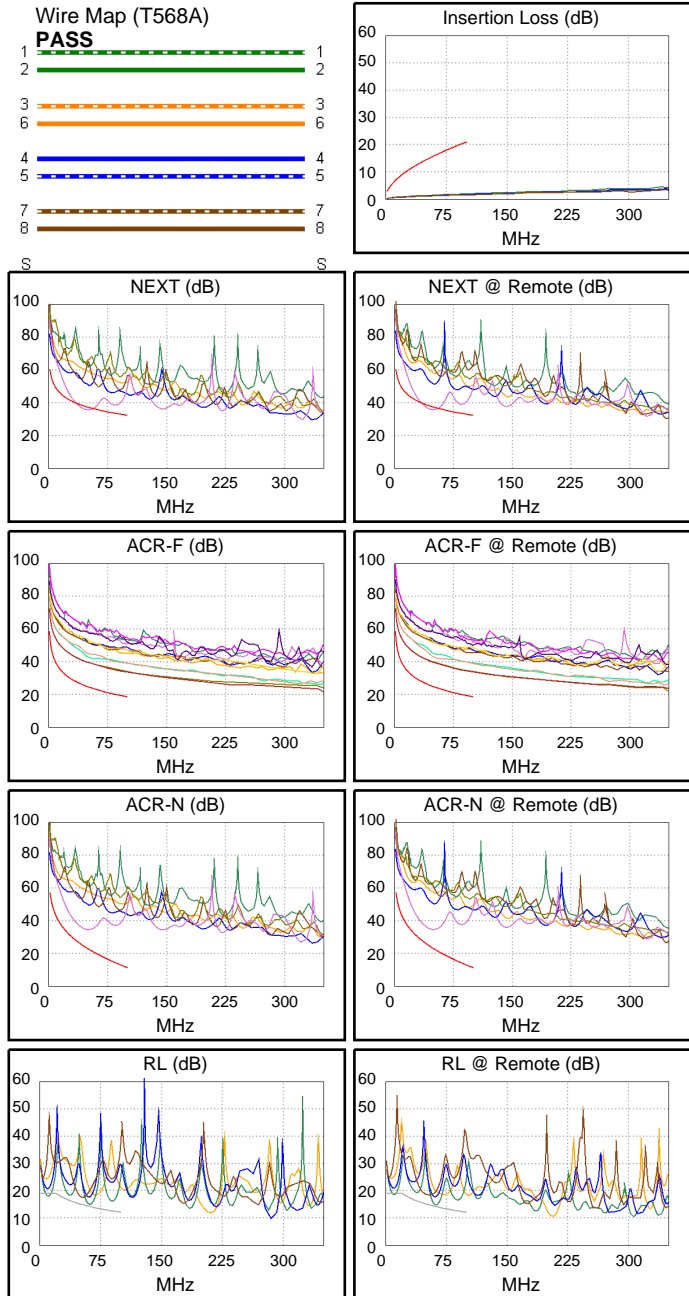 Wire Map (T568A)
PASS
1 1
2 2
3 3
6 6
4 4
5 5
7 7
8 8
S S
Insertion Loss (dB)
60
50
40
30
20
10
0
0 75 150 225 300
MHz
NEXT (dB)
100
80
60
40
20
0
0 75 150 225 300
MHz
NEXT @ Remote (dB)
100
80
60
40
20
0
0 75 150 225 300
MHz
ACR-F (dB)
100
80
60
40
20
0
0 75 150 225 300
MHz
ACR-F @ Remote (dB)
100
80
60
40
20
0
0 75 150 225 300
MHz
ACR-N (dB)
100
80
60
40
20
0
0 75 150 225 300
MHz
ACR-N @ Remote (dB)
100
80
60
40
20
0
0 75 150 225 300
MHz
RL (dB)
60
50
40
30
20
10
0
0 75 150 225 300
MHz
RL @ Remote (dB)
60
50
40
30
20
10
0
0 75 150 225 300
MHz